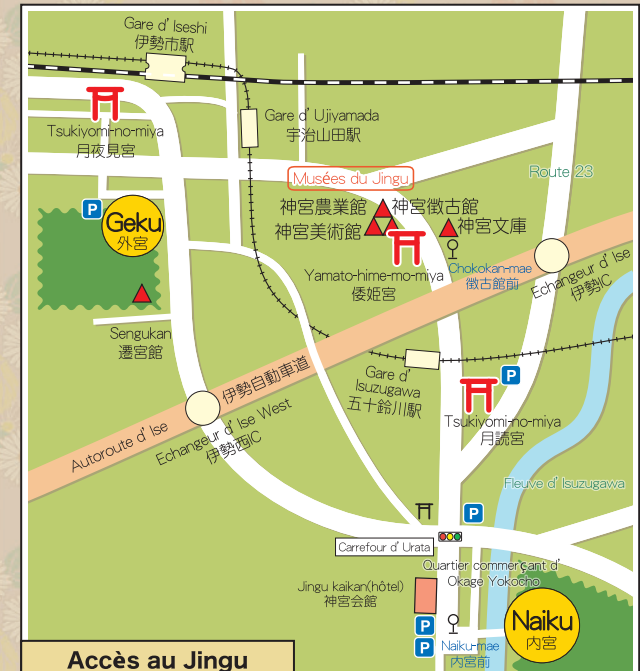 Gare d' Iseshi
伊勢市駅
Tsukiyomi-no-miya
月夜見宮
Gare d' Ujiyamada
宇治山田駅
Route 23
Musées du Jingu
P
Geku
外宮
神宮農業館
神宮徴古館
神宮美術館
神宮文庫
Yamato-hime-mo-miya
倭姫宮
Chokokan-mae
徴古館前
Echangeur d' Ise
伊勢IC
Sengukan
遷宮館
伊勢自動車道
Autoroute d' Ise
Echangeur d' Ise West
伊勢西IC
Gare d'
Isuzugawa
五十鈴川駅
P
Tsukiyomi-no-miya
月読宮
Fleuve d' Isuzugawa
P
Carrefour d' Urata
Quartier commerçant d'
Okage Yokocho
Jingu kaikan(hôtel)
神宮会館
P
P
Naiku-mae
内宮前
Naiku
内宮
Accès au Jingu